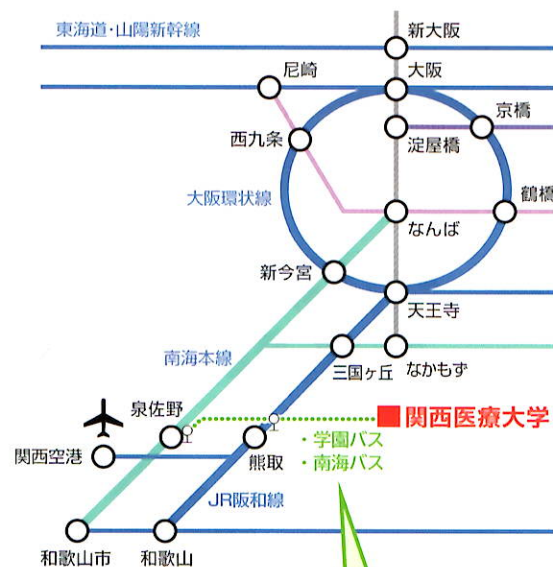 東海道・山陽新幹線
新大阪
尼崎
大阪
京橋
西九条
淀屋橋
大阪環状線
鶴橋
なんば
新今宮
天王寺
南海本線
三国ヶ丘
なかもず
泉佐野
関西医療大学
・学園バス
・南海バス
関西空港
熊取
JR阪和線
和歌山市
和歌山